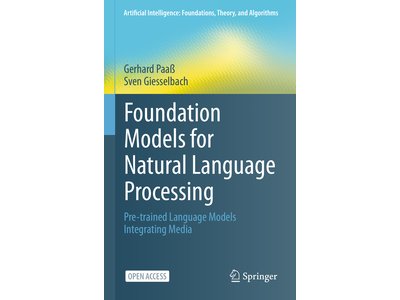 Artificial Intelligence: Foundations, Theory, and Algorithms
Gerhard Paaß
Sven Giesselbach
Foundation
Models for
Natural Language
Processing
Pre-trained Language Models
Integrating Media
OPEN ACCESS
Springer